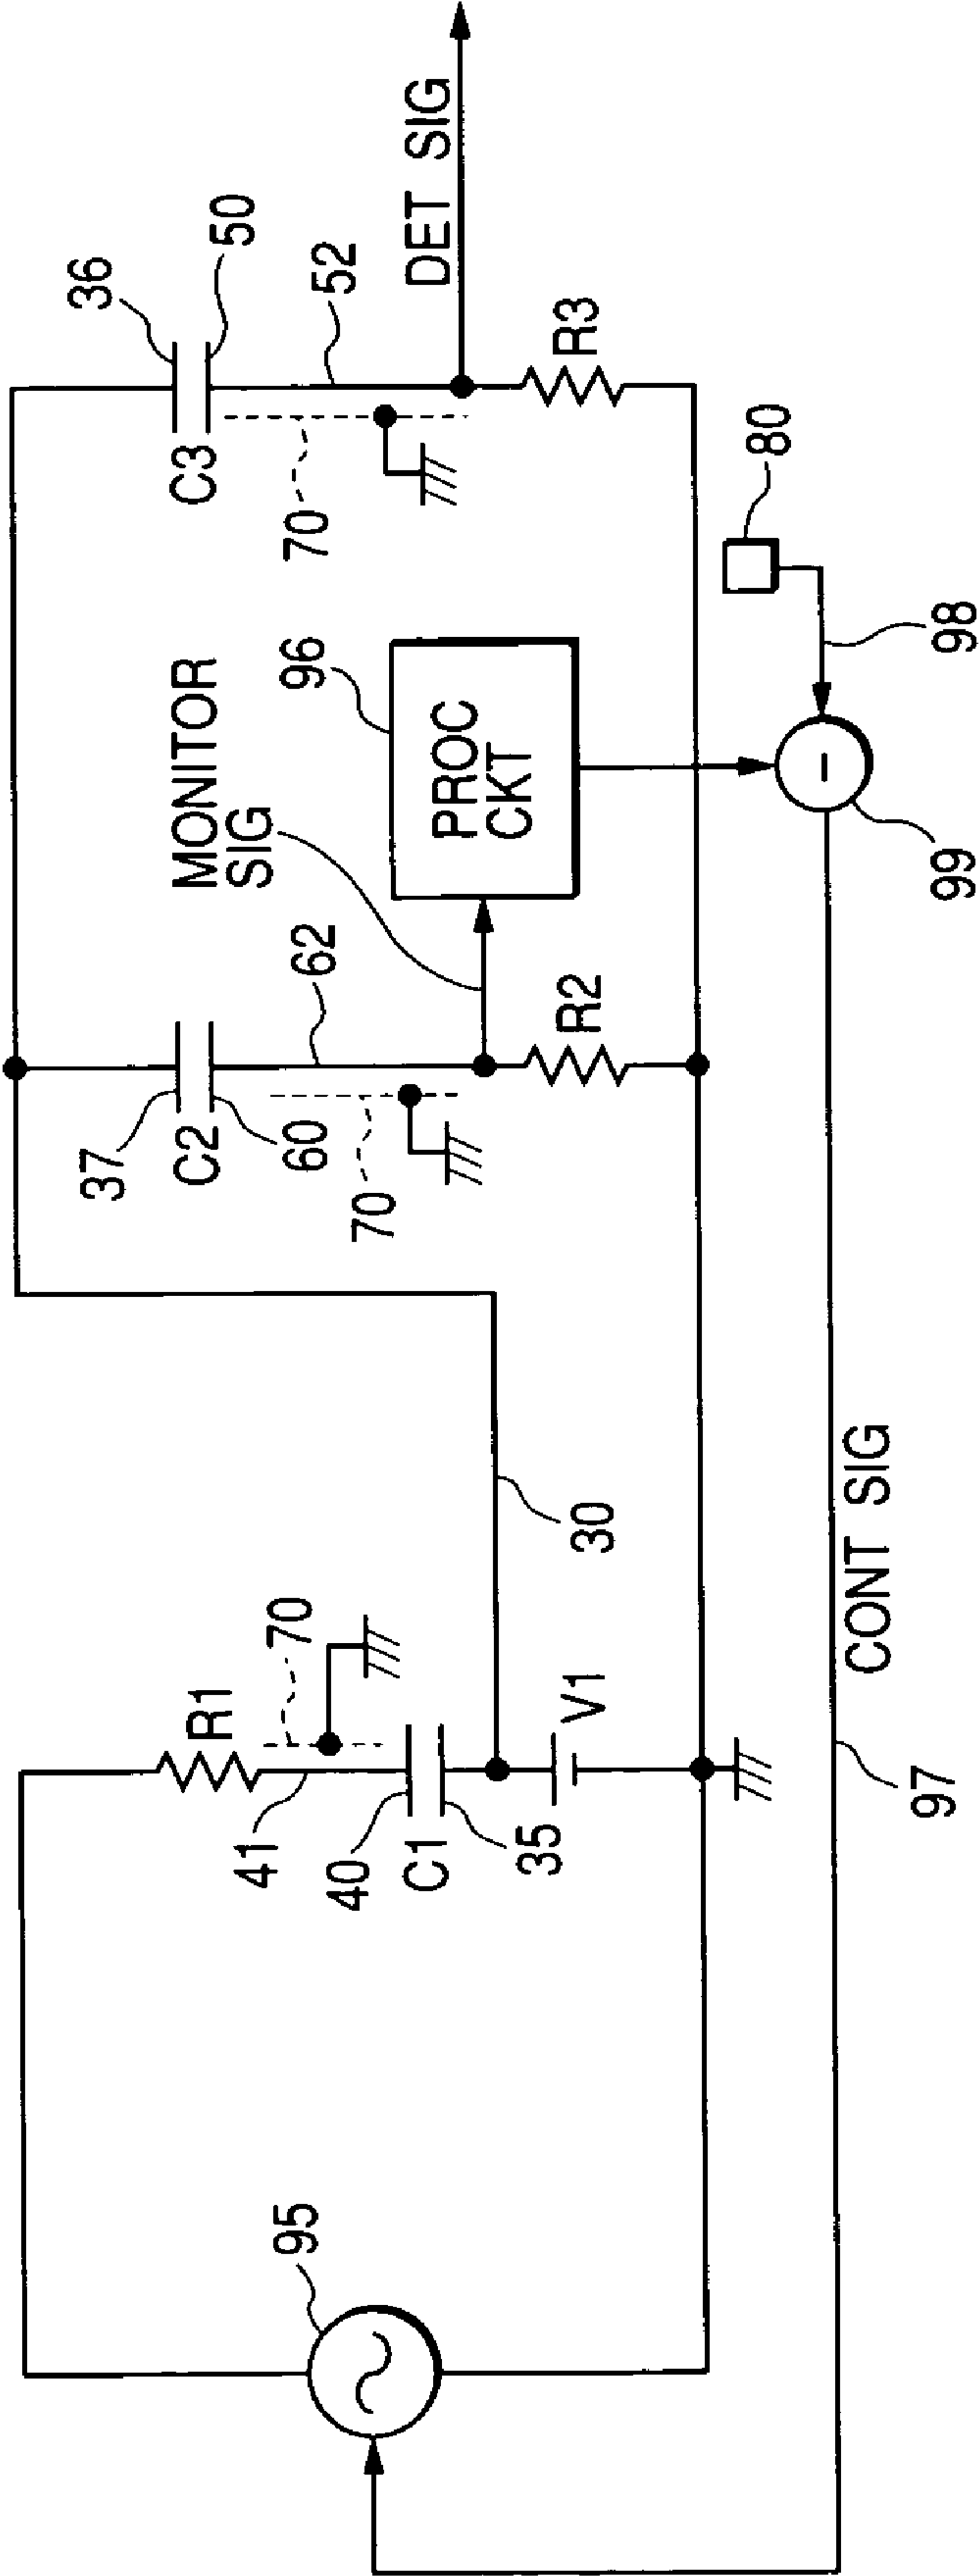 95
41
R1
70
40
C1
35
V1
30
37
C2
60
62
70
R2
MONITOR
SIG
96
PROC
CKT
36
C3
50
52
70
DET SIG
R3
80
98
99
CONT SIG
97